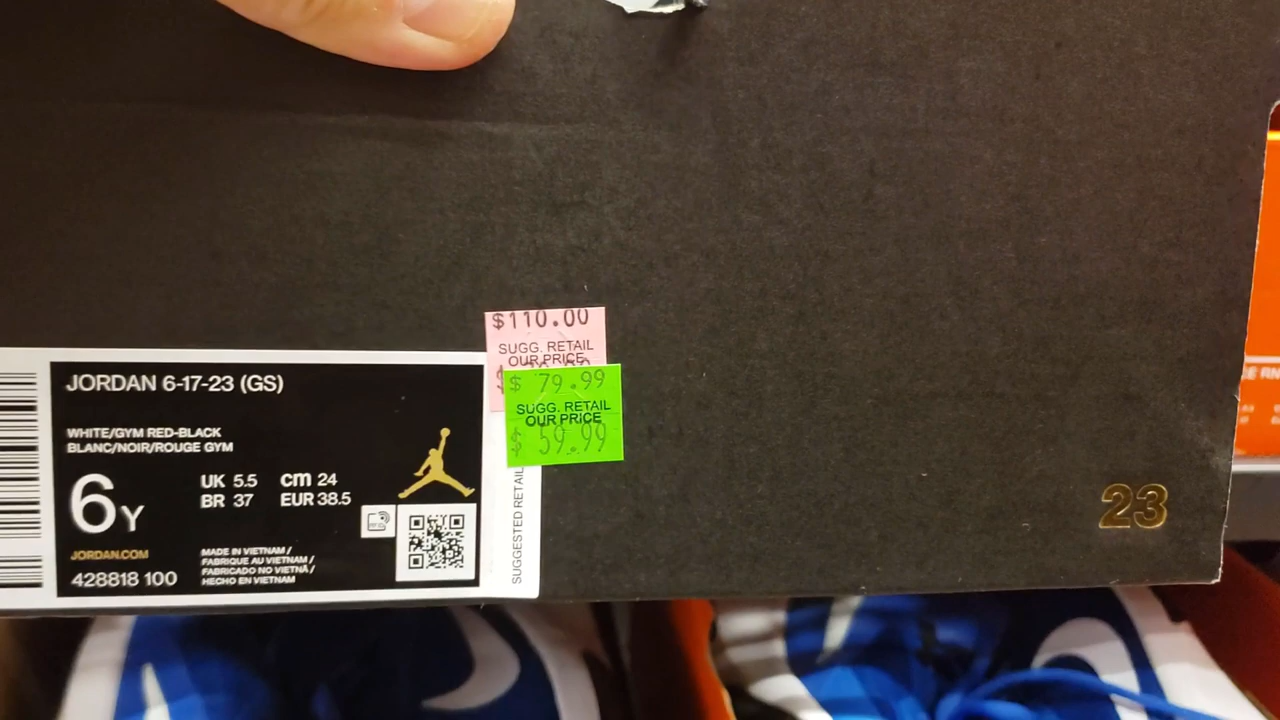 $110.00
SUGG. RETAIL
OUR PRICE
$ 79.99
SUGG. RETAIL
OUR PRICE
$ 59.99
JORDAN 6-17-23 (GS)
WHITE/GYM RED-BLACK
BLANC/NOIR/ROUGE GYM
6Y
UK 5.5 cm 24
BR 37 EUR 38.5
JORDAN.COM
428818 100
MADE IN VIETNAM /
FABRIQUE AU VIETNAM /
FABRICADO NO VIETNÃ /
HECHO EN VIETNAM
SUGGESTED RETAIL
23